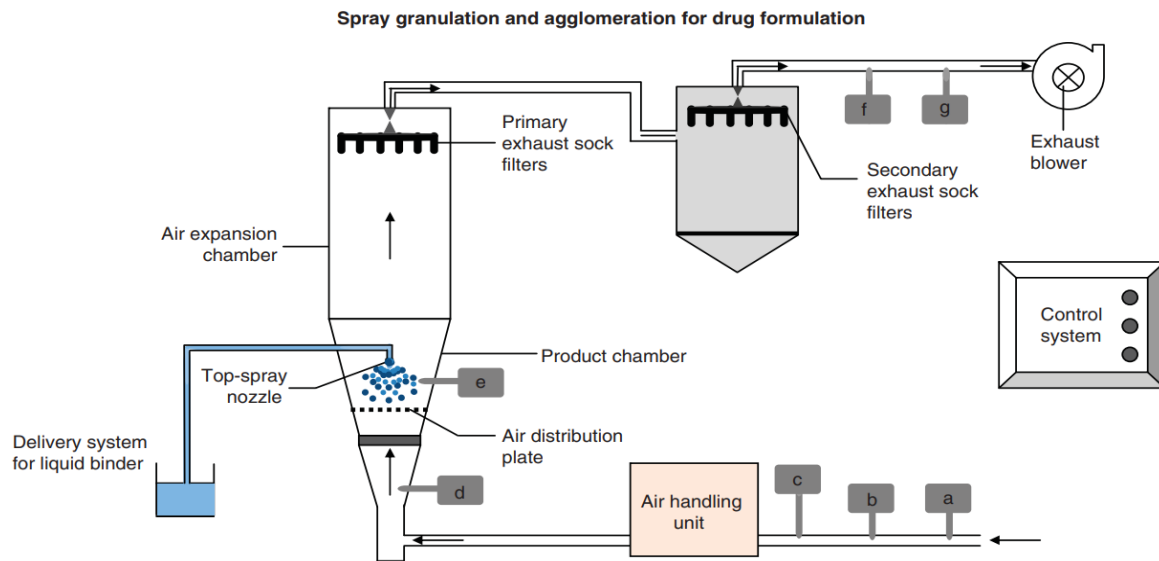 Spray granulation and agglomeration for drug formulation
f
g
Primary
exhaust sock
filters
Exhaust
blower
Secondary
exhaust sock
filters
Air expansion
chamber
Control
system
Product chamber
Top-spray
nozzle
e
Delivery system
for liquid binder
Air distribution
plate
d
Air handling
unit
c
b
a